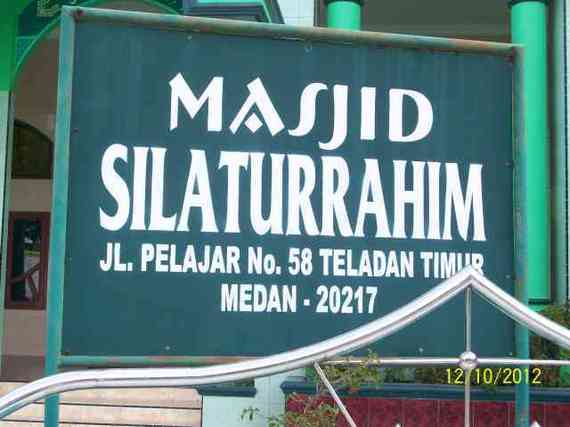 MASJID
SILATURRAHIM
JL. PELAJAR No. 58 TELADAN TIMUR
MEDAN - 20217
12/10/2012